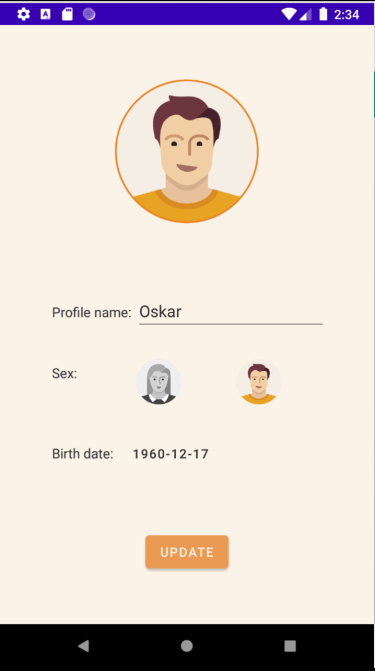 2:34
Profile name: Oskar
Sex:
Birth date: 1960-12-17
UPDATE